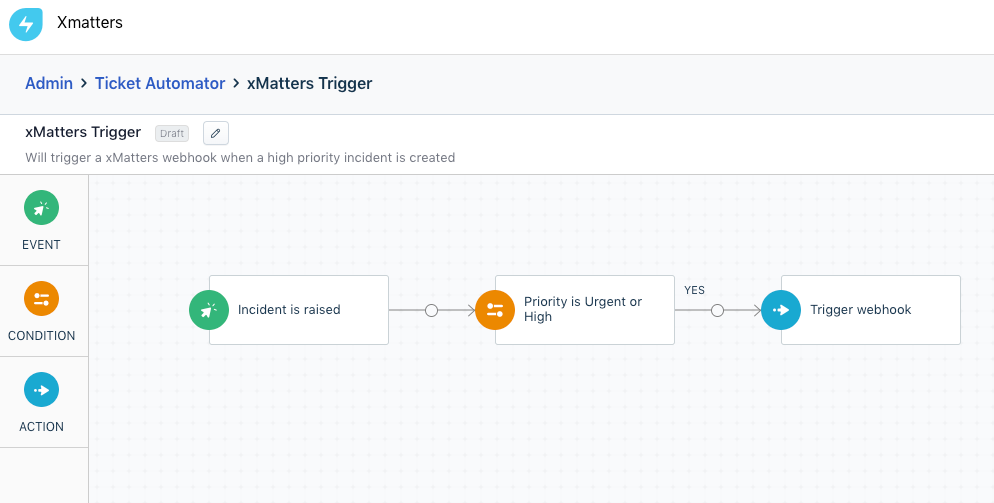 Xmatters
Admin > Ticket Automator > xMatters Trigger
xMatters Trigger Draft
Will trigger a xMatters webhook when a high priority incident is created
EVENT
CONDITION
ACTION
Incident is raised
Priority is Urgent or
High
YES
Trigger webhook